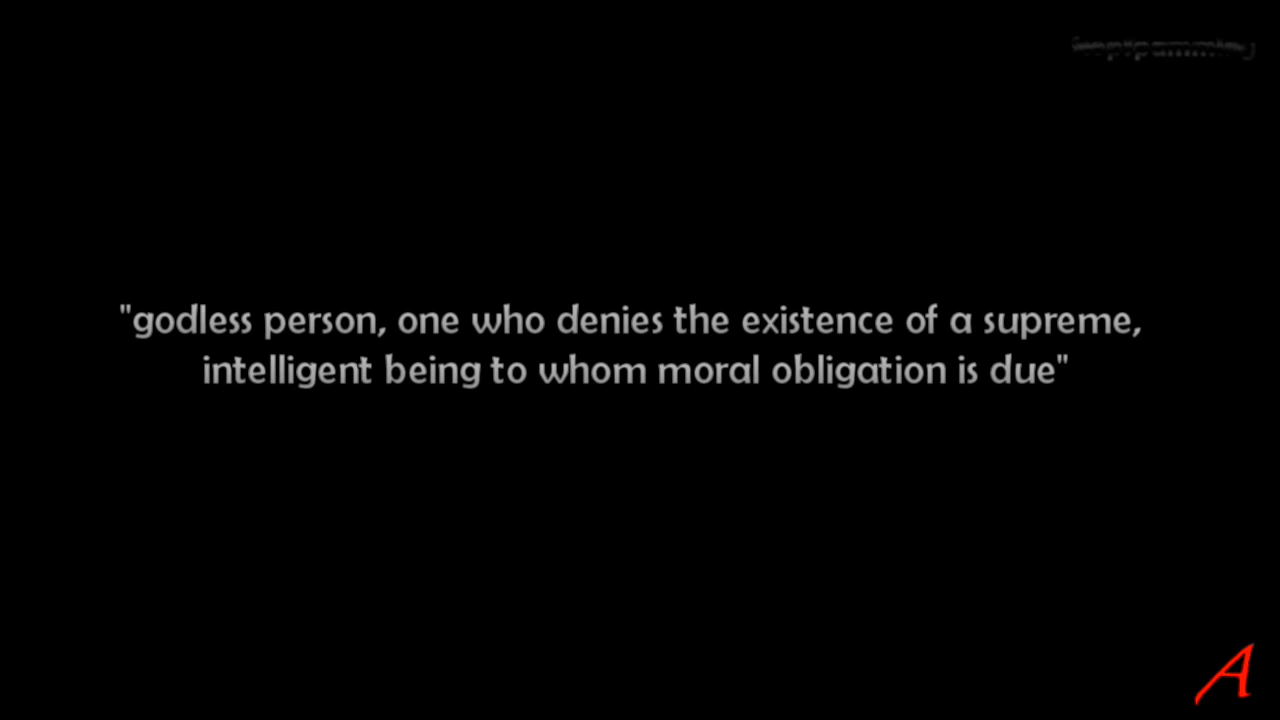 "godless person, one who denies the existence of a supreme,
intelligent being to whom moral obligation is due"
A